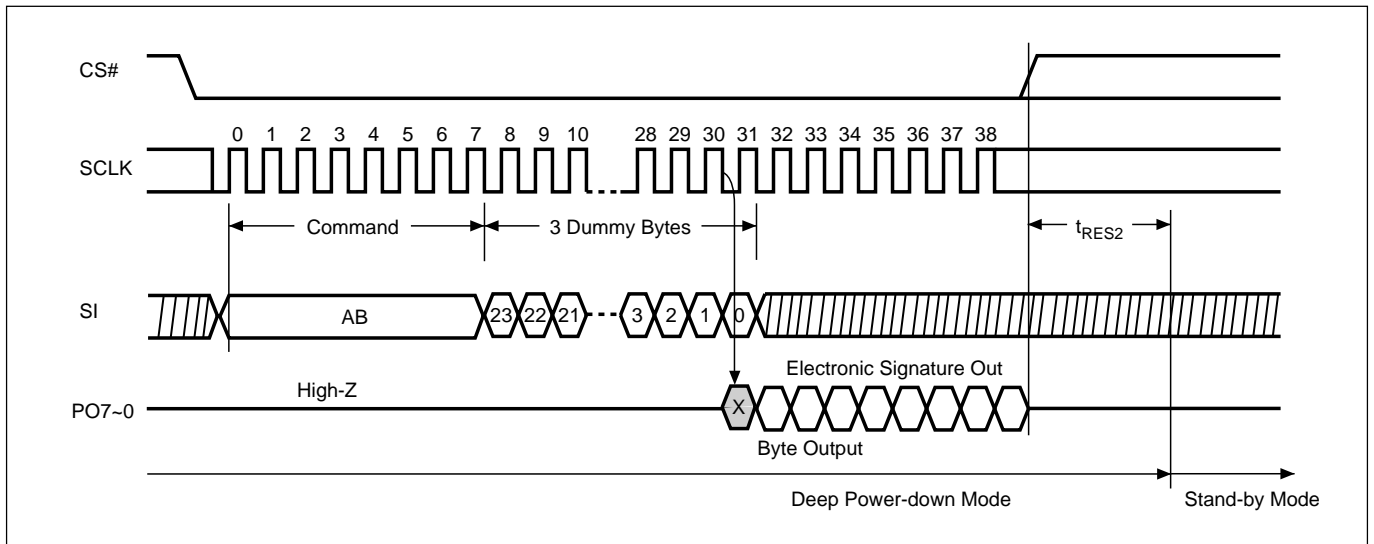 CS#
0 1 2 3 4 5 6 7 8 9 10 28 29 30 31 32 33 34 35 36 37 38
SCLK
Command
3 Dummy Bytes
tRES2
SI
AB
23 22 21 3 2 1 0
Electronic Signature Out
High-Z
PO7~0
X
Byte Output
Deep Power-down Mode
Stand-by Mode